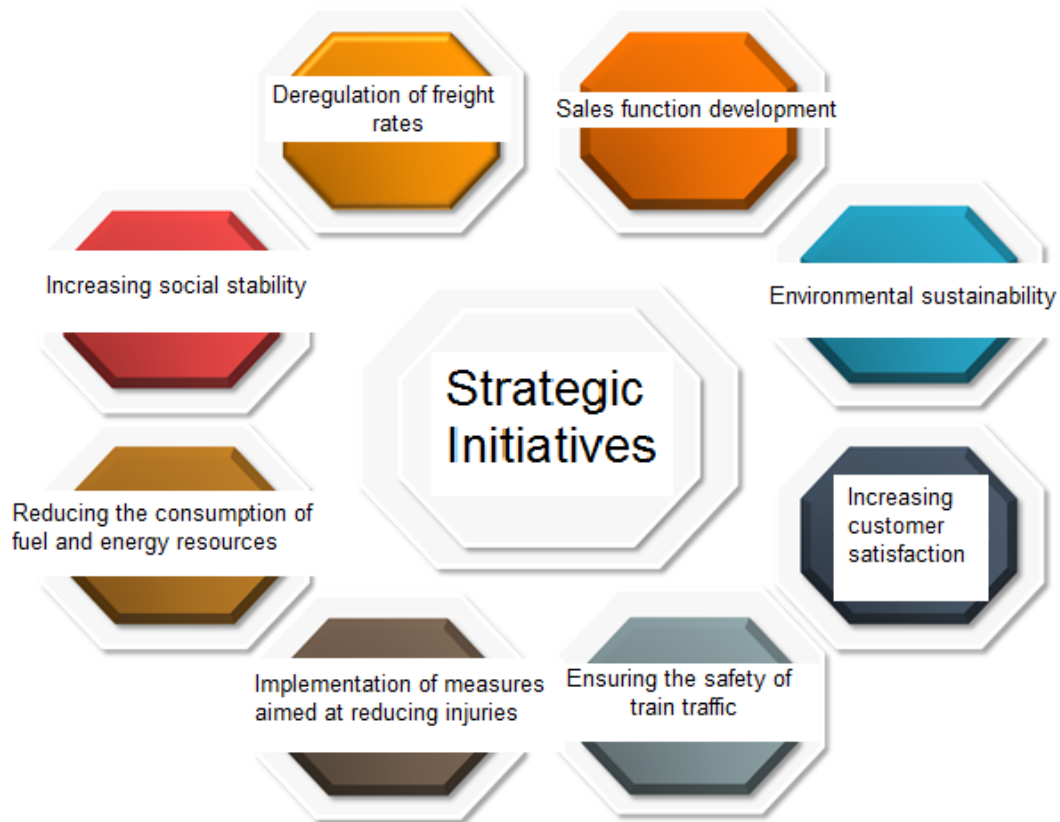 Deregulation of freight
rates
Sales function development
Increasing social stability
Environmental sustainability
Strategic
Initiatives
Reducing the consumption of
fuel and energy resources
Increasing
customer
satisfaction
Implementation of measures
aimed at reducing injuries
Ensuring the safety of
train traffic